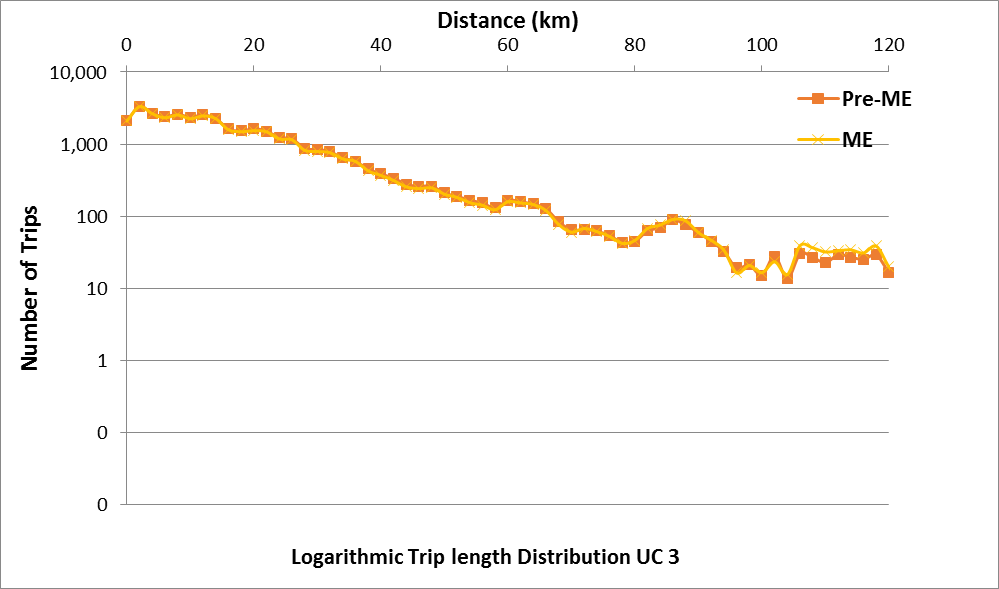 Distance (km)
0 20 40 60 80 100 120
10,000
1,000
100
10
1
0
0
Number of Trips
Pre-ME
ME
Logarithmic Trip length Distribution UC 3